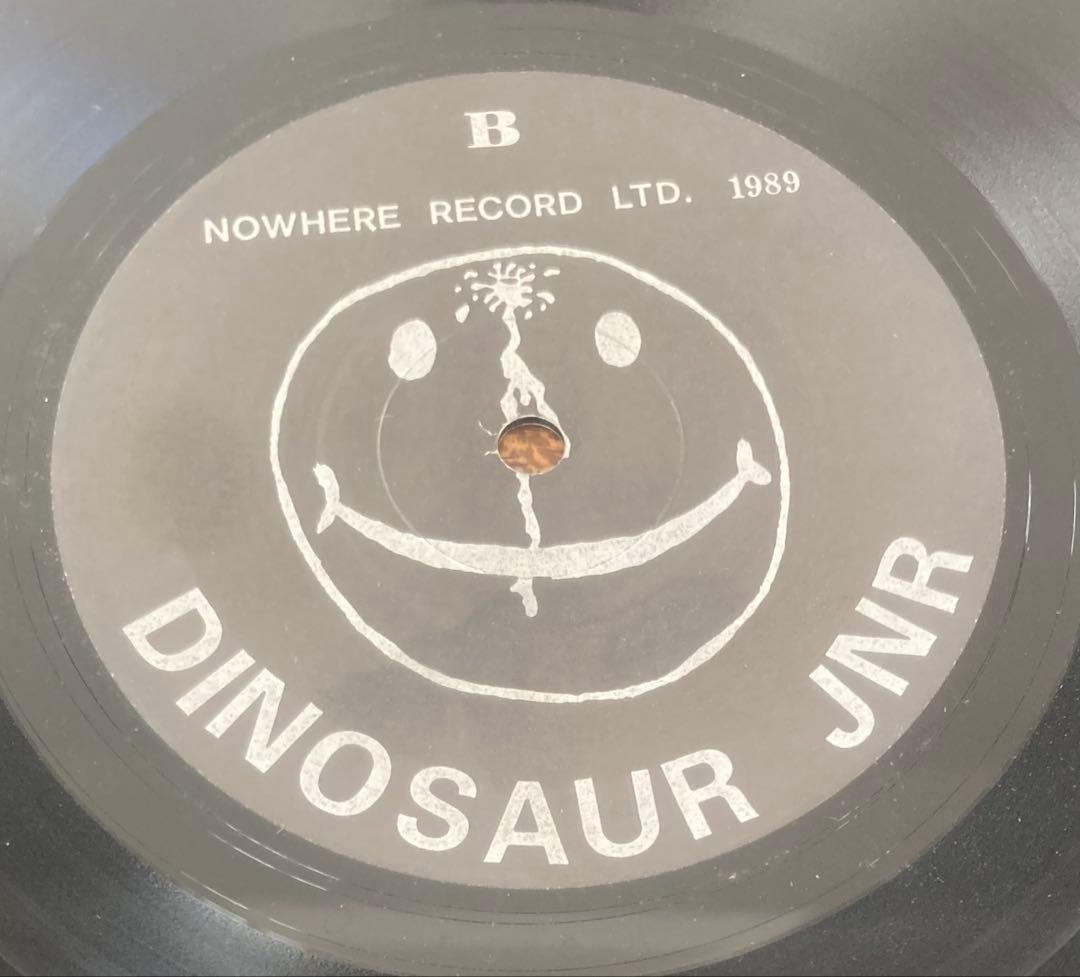 B
NOWHERE RECORD LTD. 1989
DINOSAUR JNR